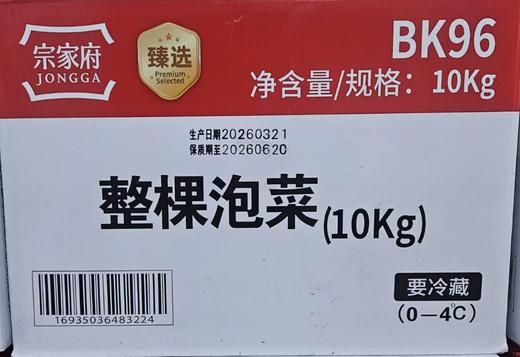 宗家府
JONGGA
臻选
Premium
Selected
BK96
净含量/规格：10Kg
生产日期20260321
保质期至20260620
整棵泡菜(10Kg)
16935036483224
要冷藏
(0—4℃)